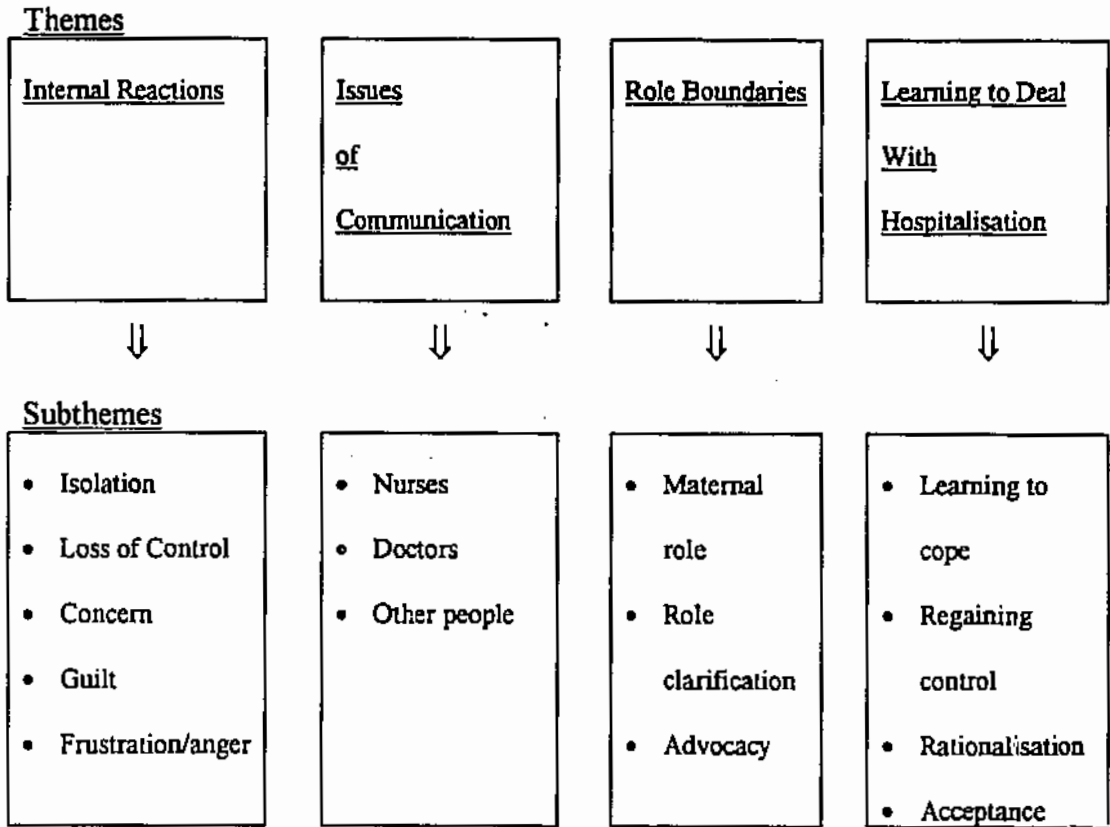 Themes
Internal Reactions
Issues
of
Communication
Role Boundaries
Learning to Deal
With
Hospitalisation
⇓ ⇓ ⇓ ⇓
Subthemes
• Isolation
• Loss of Control
• Concern
• Guilt
• Frustration/anger
• Nurses
• Doctors
• Other people
• Maternal
role
• Role
clarification
• Advocacy
• Learning to
cope
• Regaining
control
• Rationalisation
• Acceptance